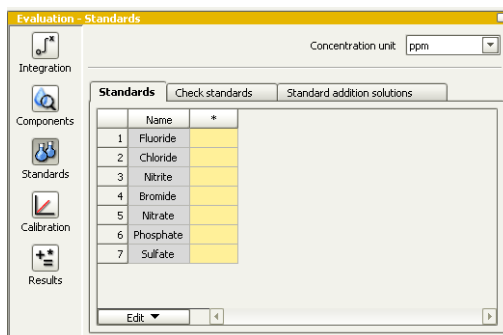 Evaluation - Standards
Concentration unit ppm
Integration
Components
Standards
Calibration
Results
Standards Check standards Standard addition solutions
Name *
1 Fluoride
2 Chloride
3 Nitrite
4 Bromide
5 Nitrate
6 Phosphate
7 Sulfate
Edit